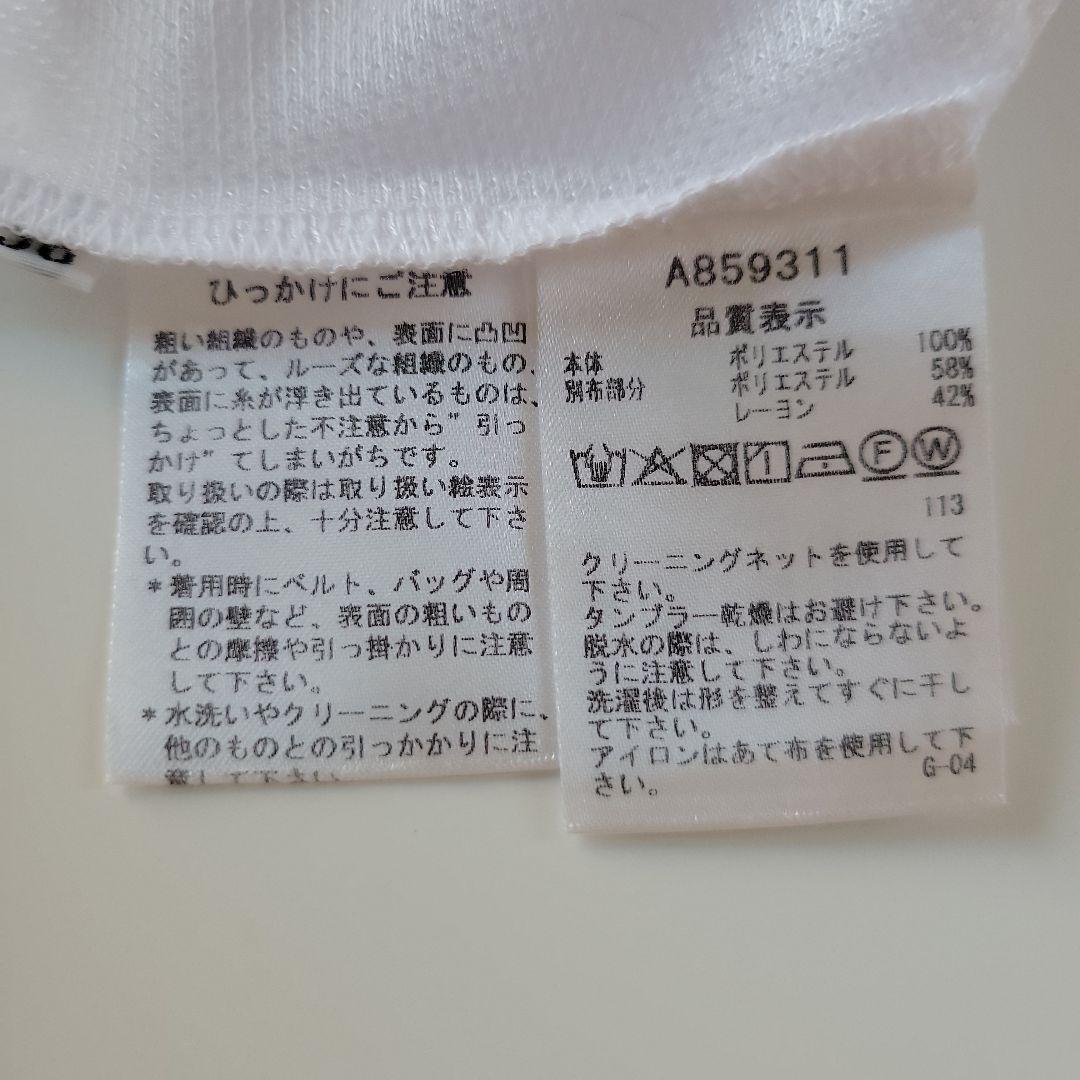 38
ひっかけにご注意
粗い組織のものや、表面に凸凹
があって、ルーズな組織のもの、
表面に糸が浮き出ているものは、
ちょっとした不注意から〝引っ
かけ〟てしまいがちです。
取り扱いの際は取り扱い絵表示
を確認の上、十分注意して下さ
い。
*着用時にベルト、バッグや周
囲の壁など、表面の粗いもの
との摩擦や引っ掛かりに注意
して下さい。
*水洗いやクリーニングの際に、
他のものとの引っかかりに注
意して下さい。
A859311
品質表示
本体 ポリエステル 100%
別布部分 ポリエステル 58%
レーヨン 42%
F W
113
クリーニングネットを使用して
下さい。
タンブラー乾燥はお避け下さい。
脱水の際は、しわにならないよ
うに注意して下さい。
洗濯後は形を整えてすぐに干し
て下さい。
アイロンはあて布を使用して下
さい。
G-04